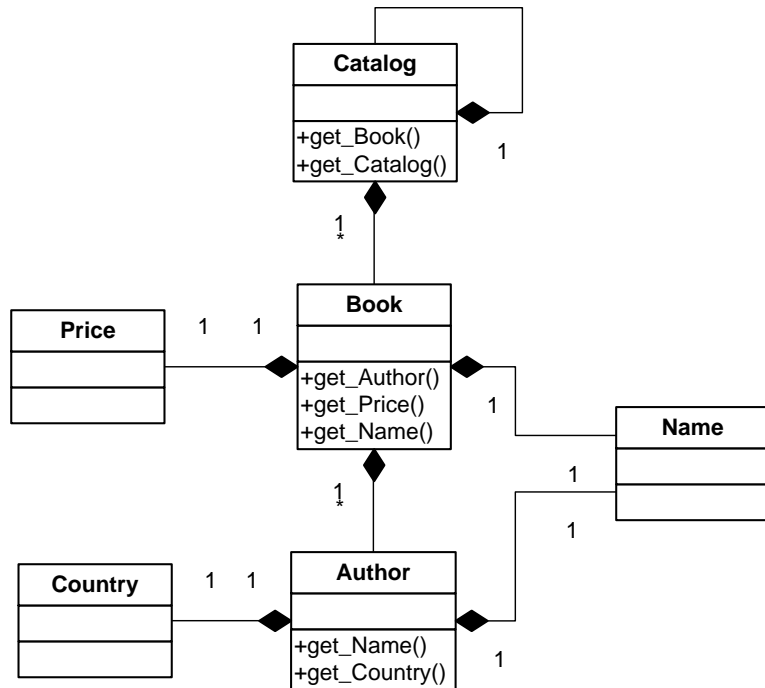 Catalog
+get_Book()
+get_Catalog()
1
1
*
Book
+get_Author()
+get_Price()
+get_Name()
Price
1 1
1
Name
1
1
1
*
Author
+get_Name()
+get_Country()
Country
1 1
1